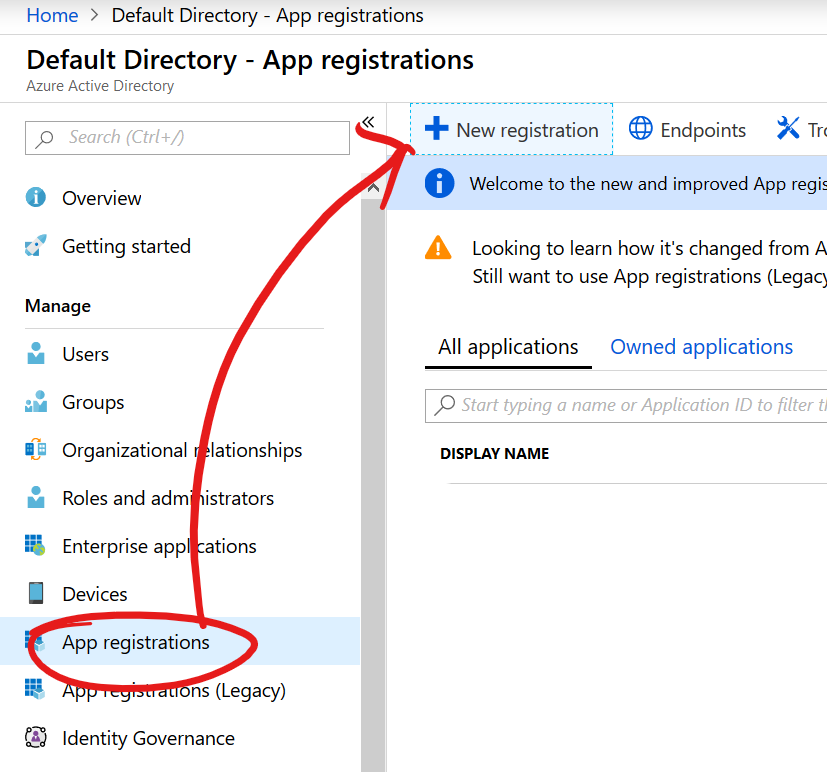 Home > Default Directory - App registrations
Default Directory - App registrations
Azure Active Directory
Search (Ctrl+/)
«
Overview
Getting started
Manage
Users
Groups
Organizational relationships
Roles and administrators
Enterprise applications
Devices
App registrations
App registrations (Legacy)
Identity Governance
New registration
Endpoints
Tro
Welcome to the new and improved App regis
Looking to learn how it's changed from A
Still want to use App registrations (Legacy
All applications
Owned applications
Start typing a name or Application ID to filter th
DISPLAY NAME